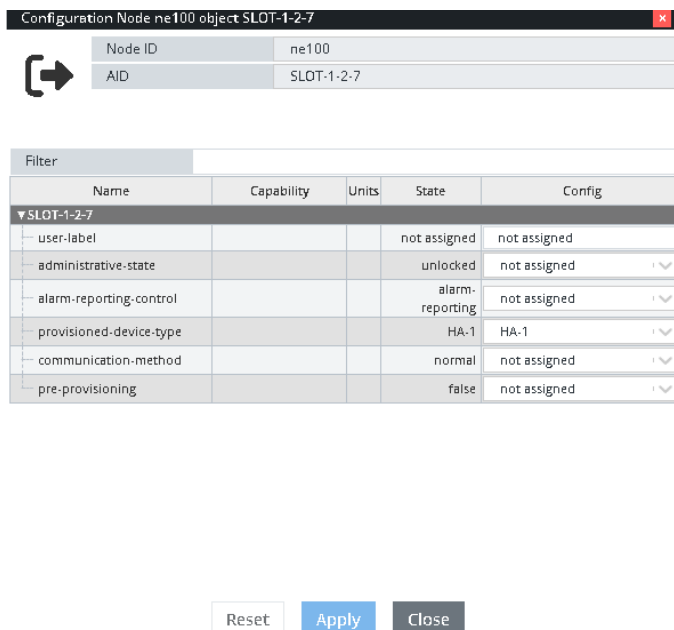 Configuration Node ne100 object SLOT-1-2-7
×
Node ID ne100
AID SLOT-1-2-7
Filter
Name Capability Units State Config
▼SLOT-1-2-7
user-label not assigned not assigned
administrative-state unlocked not assigned
alarm-reporting-control alarm-reporting not assigned
provisioned-device-type HA-1 HA-1
communication-method normal not assigned
pre-provisioning false not assigned
Reset Apply Close